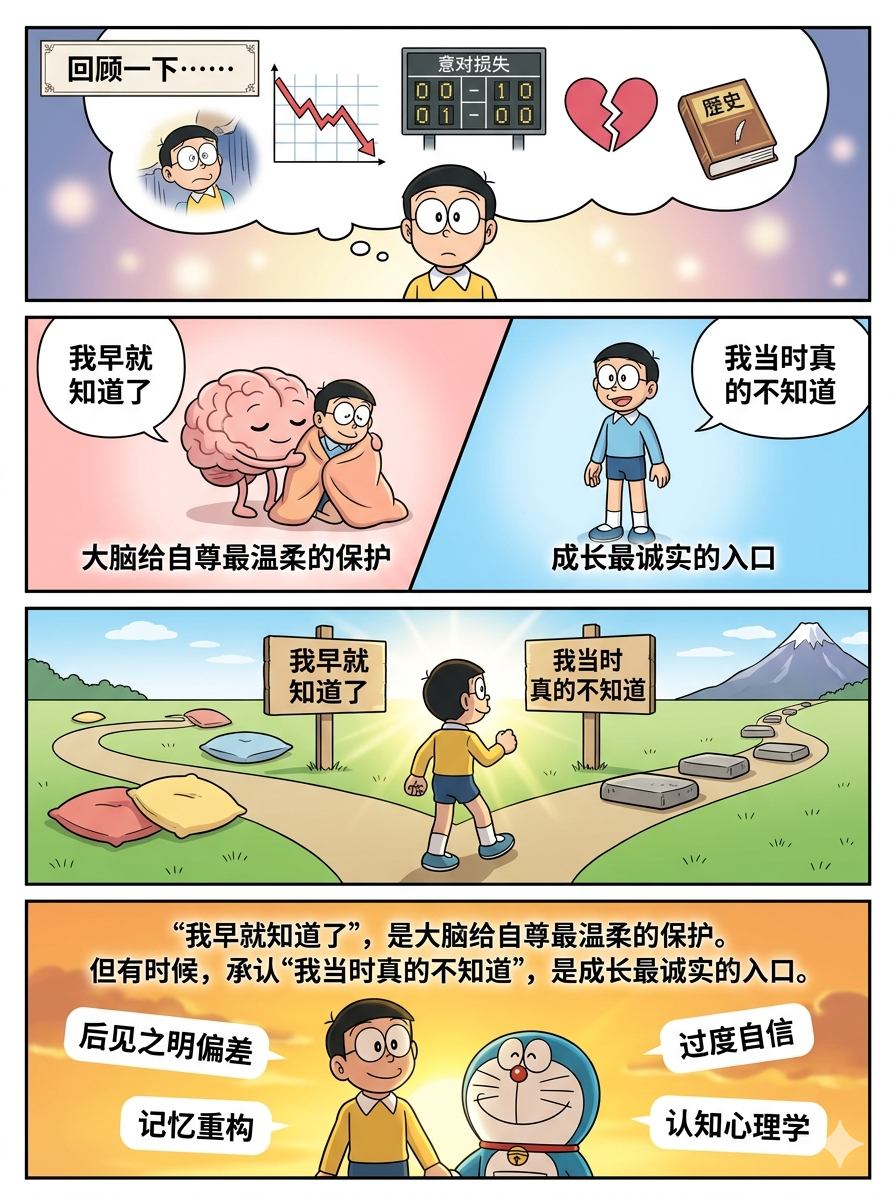 回顾一下……
意对损失
00-10
01-00
歷史
我早就
知道了
我当时真
的不知道
大脑给自尊最温柔的保护
成长最诚实的入口
我早就
知道了
我当时
真的不知道
“我早就知道了”，是大脑给自尊最温柔的保护。
但有时候，承认“我当时真的不知道”，是成长最诚实的入口。
后见之明偏差
过度自信
记忆重构
认知心理学